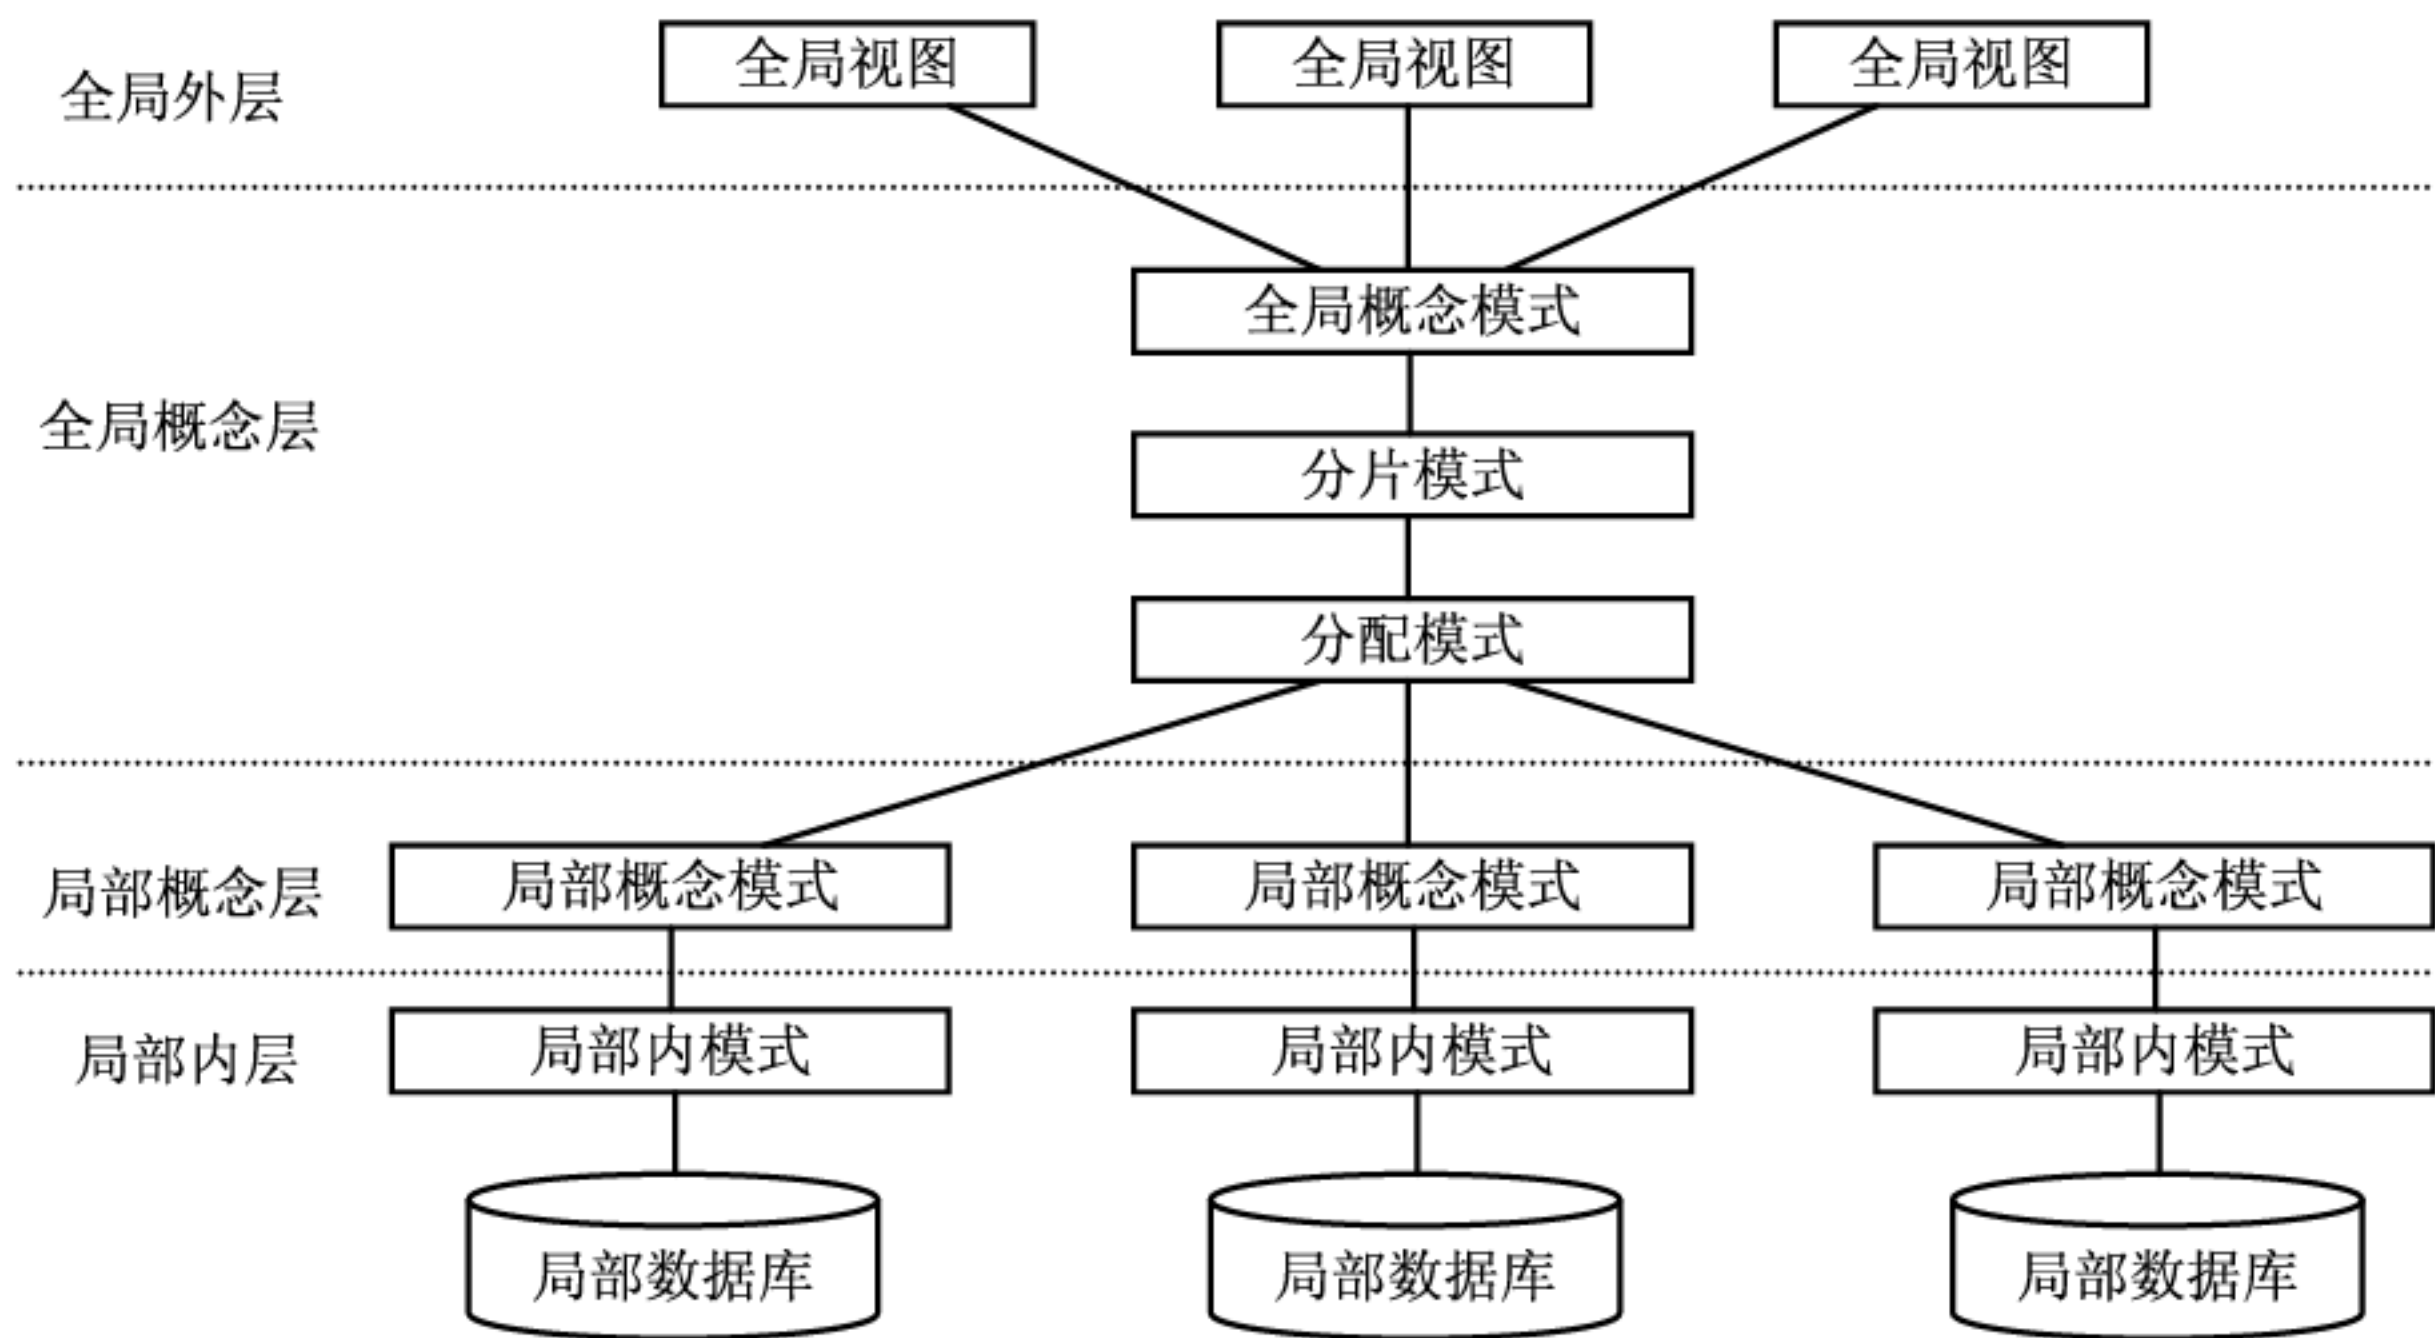 全局外层
全局视图
全局视图
全局视图
全局概念层
全局概念模式
分片模式
分配模式
局部概念层
局部概念模式
局部概念模式
局部概念模式
局部内层
局部内模式
局部内模式
局部内模式
局部数据库
局部数据库
局部数据库